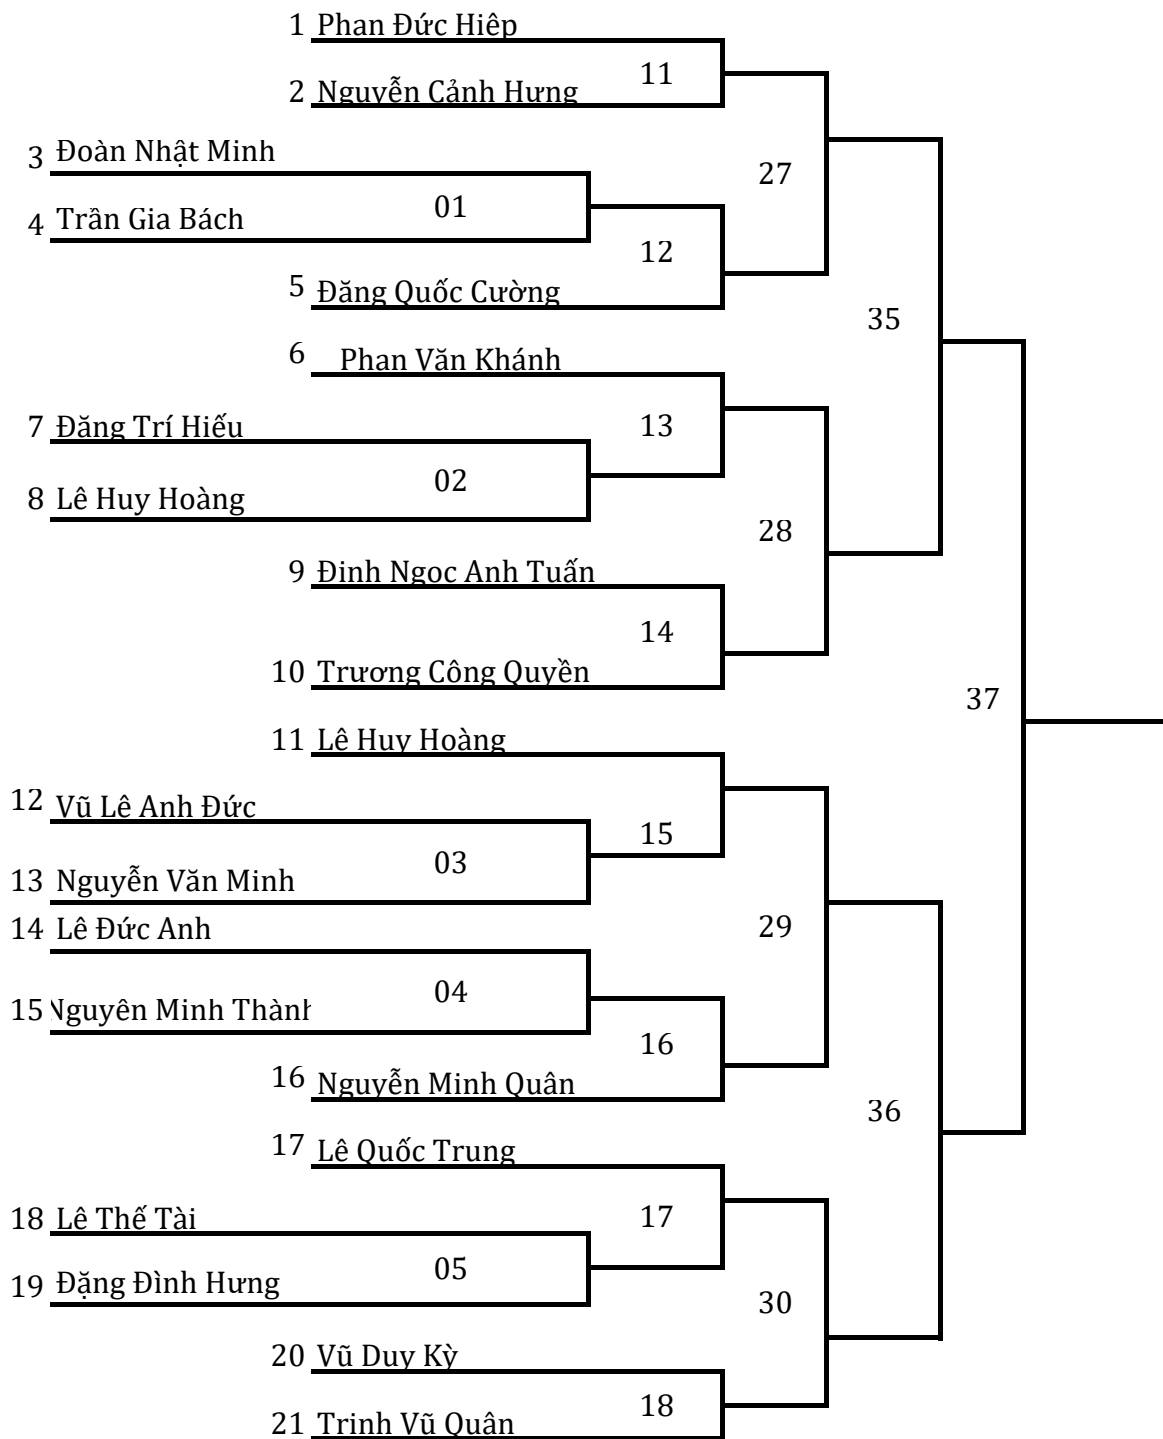 1 Phan Đức Hiêp
11
2 Nguyễn Cảnh Hưng
3 Đoàn Nhật Minh
27
01
4 Trần Gia Bách
12
5 Đăng Quốc Cường
35
6 Phan Văn Khánh
7 Đăng Trí Hiếu
13
02
8 Lê Huy Hoàng
28
9 Đinh Ngoc Anh Tuấn
14
10 Trương Công Quyền
37
11 Lê Huy Hoàng
12 Vũ Lê Anh Đức
15
03
13 Nguyễn Văn Minh
14 Lê Đức Anh
29
04
15 Nguyên Minh Thành
16
16 Nguyễn Minh Quân
36
17 Lê Quốc Trung
18 Lê Thế Tài
17
05
19 Đặng Đình Hưng
30
20 Vũ Duy Kỳ
18
21 Trinh Vũ Quân